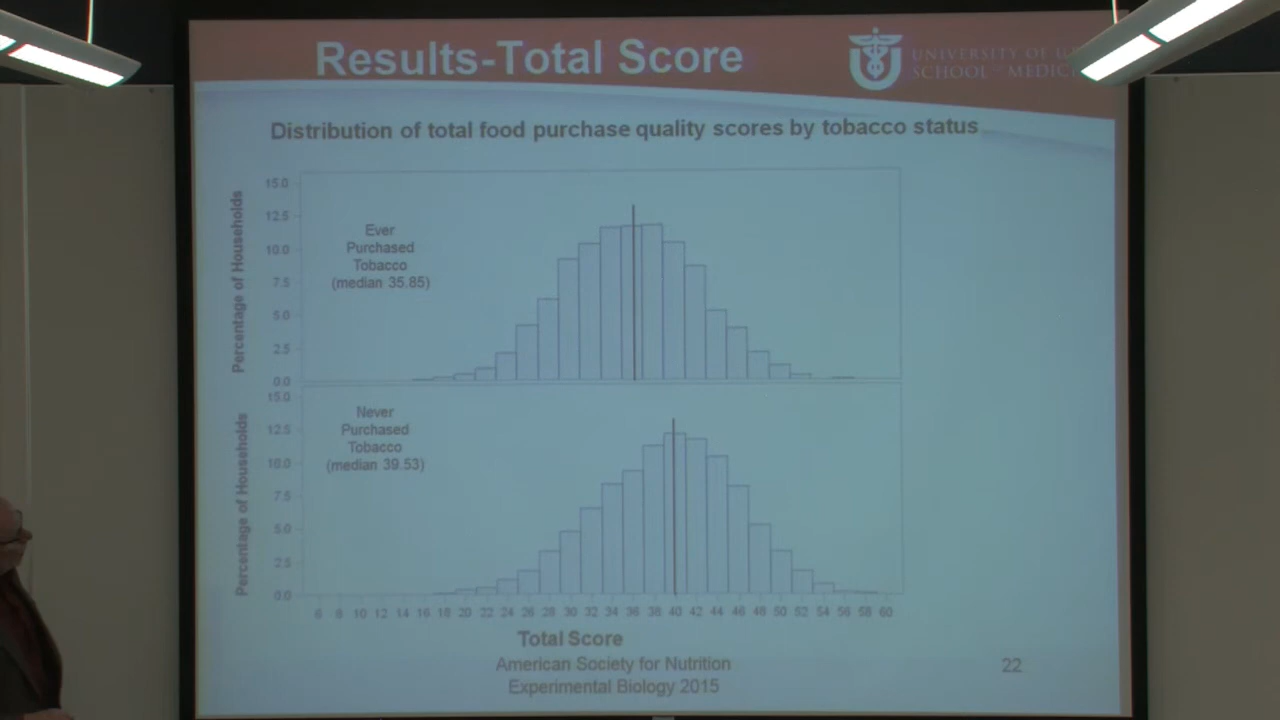 Results-Total Score
UNIVERSITY OF
SCHOOL OF MEDICINE
Distribution of total food purchase quality scores by tobacco status
Percentage of Households
15.0
12.5
10.0
7.5
5.0
2.5
0.0
Ever
Purchased
Tobacco
(median 35.85)
Percentage of Households
15.0
12.5
10.0
7.5
5.0
2.5
0.0
Never
Purchased
Tobacco
(median 39.53)
6 8 10 12 14 16 18 20 22 24 26 28 30 32 34 36 38 40 42 44 46 48 50 52 54 56 58 60
Total Score
American Society for Nutrition
Experimental Biology 2015
22